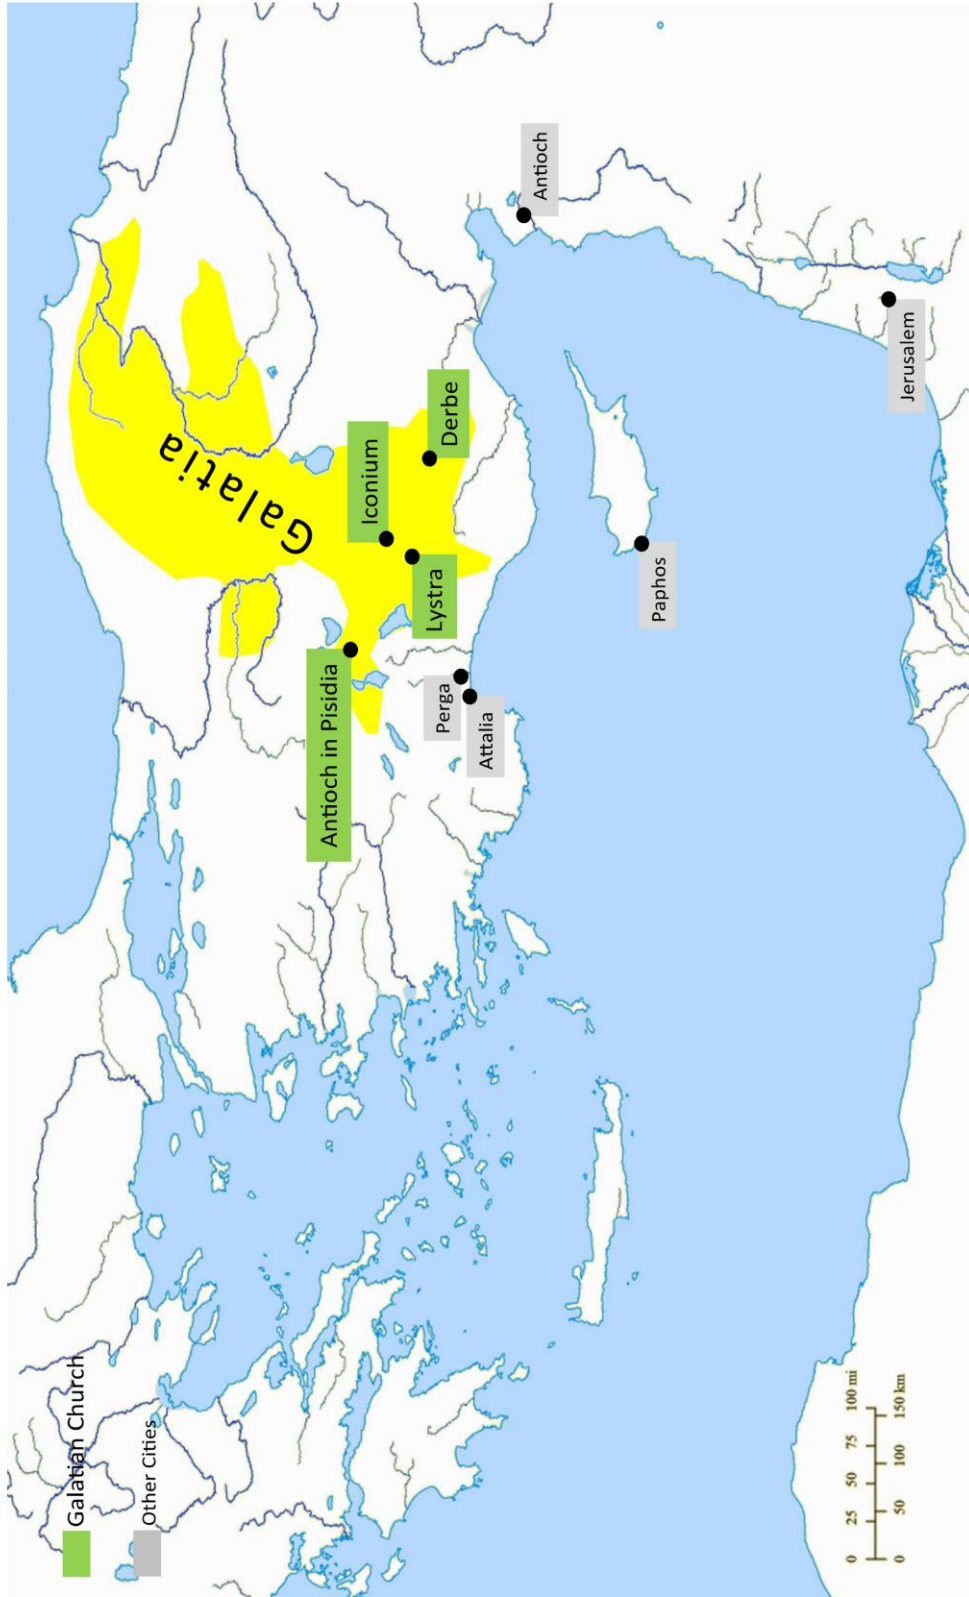 Galatian Church
Other Cities
Galatia
Antioch in Pisidia
Iconium
Lystra
Derbe
Perga
Attalia
Antioch
Paphos
Jerusalem
0 25 50 75 100 mi
0 50 100 150 km